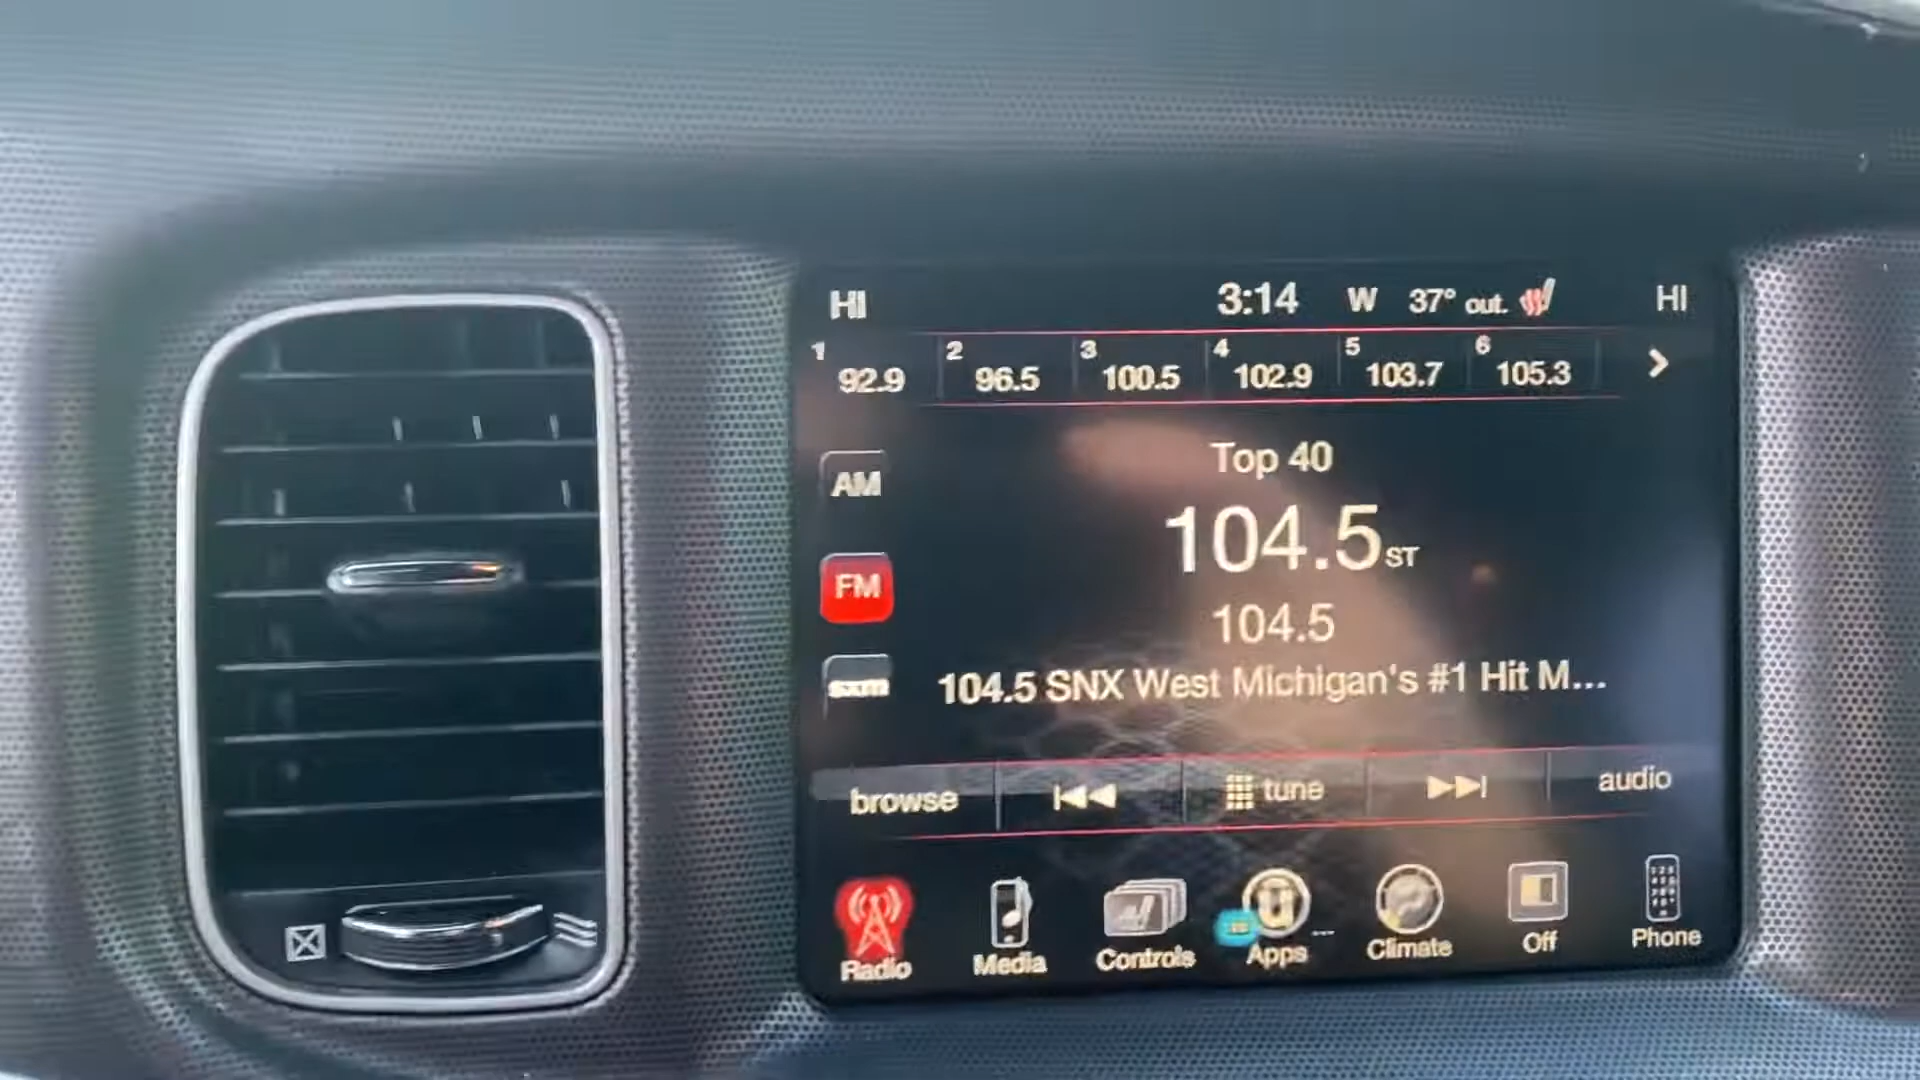 HI 3:14 W 37° out. HI
1 92.9 2 96.5 3 100.5 4 102.9 5 103.7 6 105.3
Top 40
AM
104.5 ST
FM
104.5
sxm
104.5 SNX West Michigan's #1 Hit M...
browse tune audio
Radio Media Controls Apps Climate Off Phone